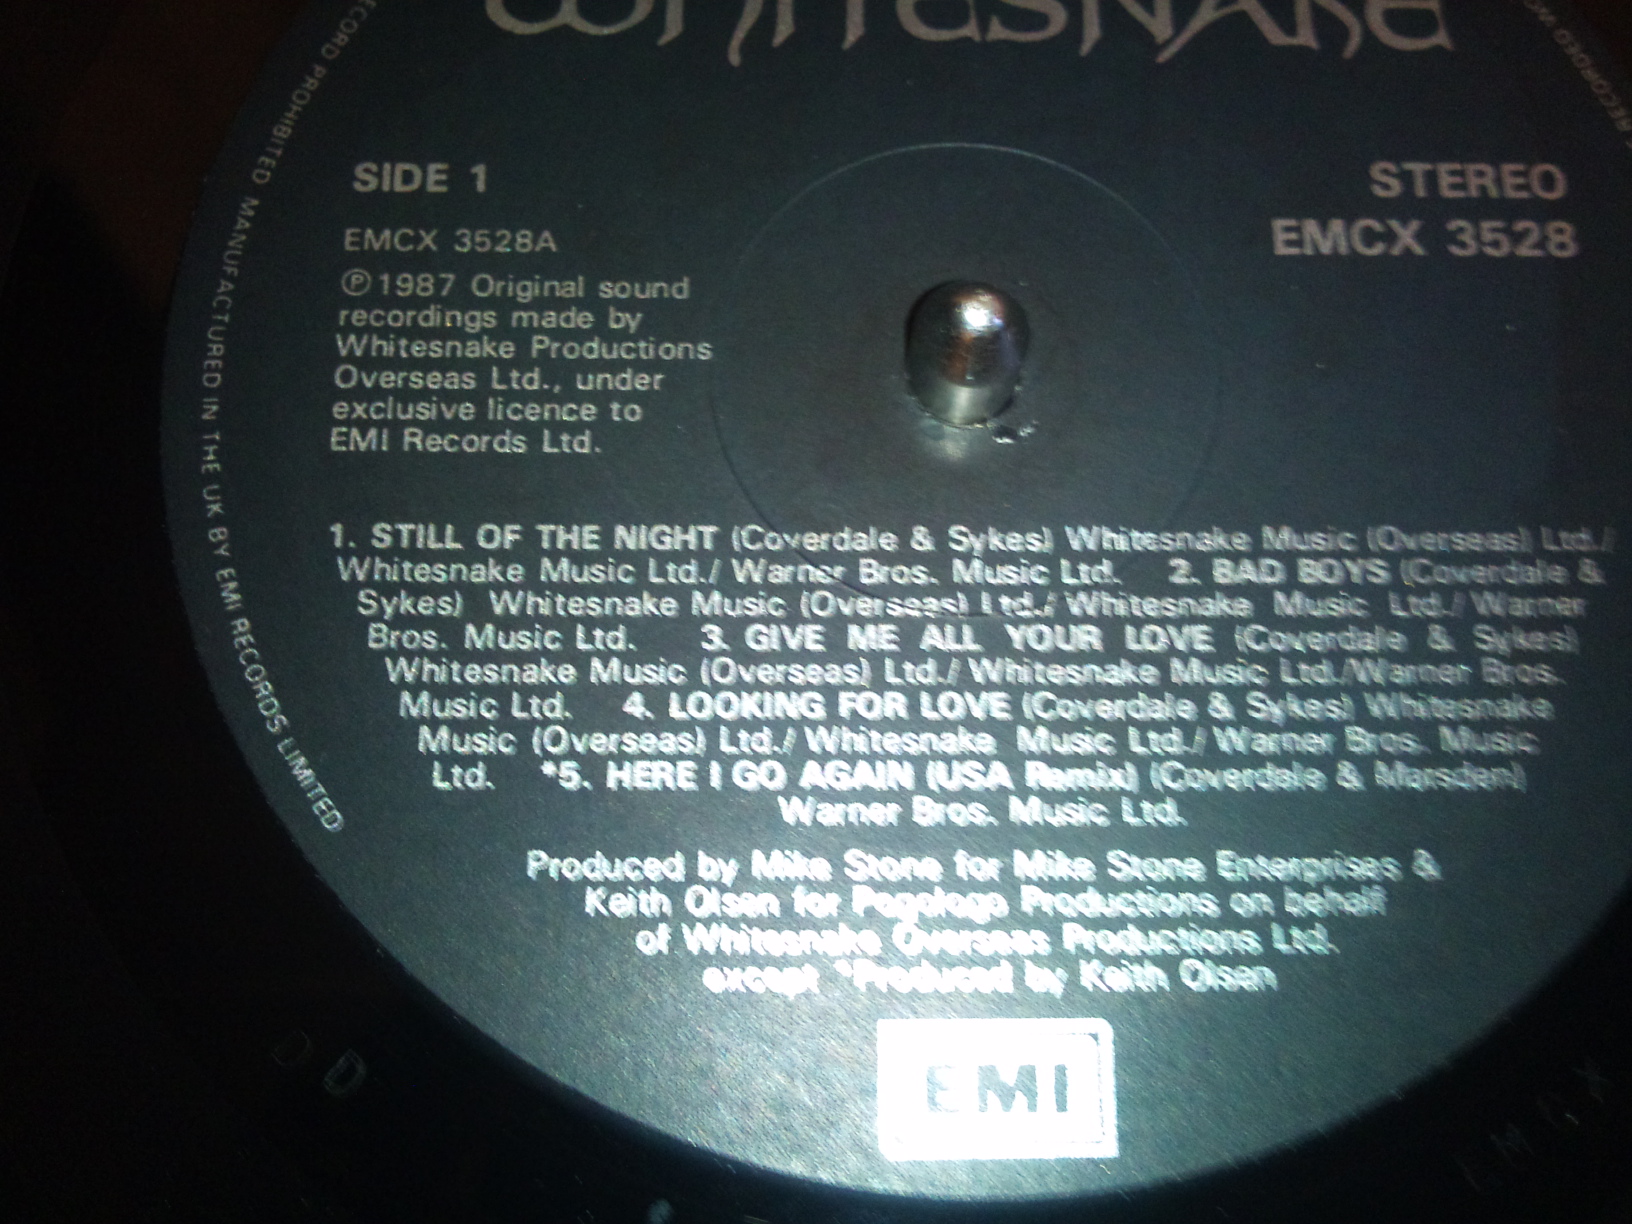 WHITESNAKE
RECORD PROHIBITED MANUFACTURED IN THE UK BY EMI RECORDS LIMITED
RECORDED
SIDE 1
STEREO
EMCX 3528A
EMCX 3528
℗1987 Original sound
recordings made by
Whitesnake Productions
Overseas Ltd., under
exclusive licence to
EMI Records Ltd.
1. STILL OF THE NIGHT (Coverdale & Sykes) Whitesnake Music (Overseas) Ltd./
Whitesnake Music Ltd./ Warner Bros. Music Ltd. 2. BAD BOYS (Coverdale &
Sykes) Whitesnake Music (Overseas) Ltd./ Whitesnake Music Ltd./ Warner
Bros. Music Ltd. 3. GIVE ME ALL YOUR LOVE (Coverdale & Sykes)
Whitesnake Music (Overseas) Ltd./ Whitesnake Music Ltd./Warner Bros.
Music Ltd. 4. LOOKING FOR LOVE (Coverdale & Sykes) Whitesnake
Music (Overseas) Ltd./ Whitesnake Music Ltd./ Warner Bros. Music
Ltd. *5. HERE I GO AGAIN (USA Remix) (Coverdale & Marsden)
Warner Bros. Music Ltd.
Produced by Mike Stone for Mike Stone Enterprises &
Keith Olsen for Pogologo Productions on behalf
of Whitesnake Overseas Productions Ltd.
except *Produced by Keith Olsen
EMI